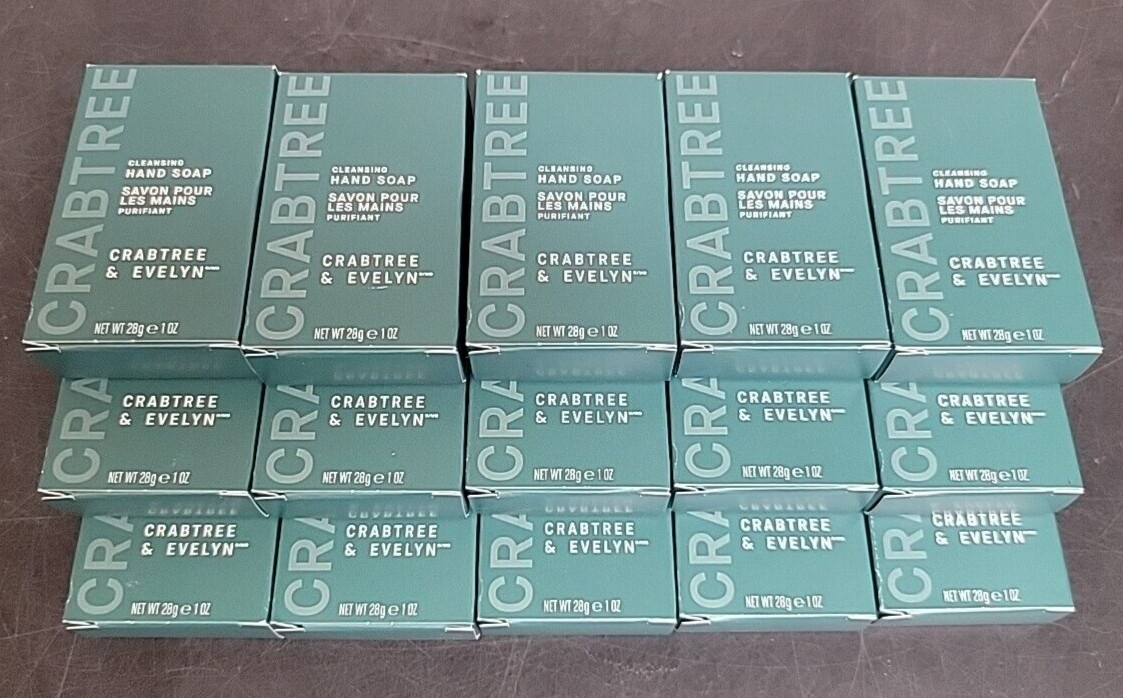 CRABTREE
CLEANSING
HAND SOAP
SAVON POUR
LES MAINS
PURIFIANT
CRABTREE
& EVELYN
NET WT 28g e 1 OZ
CRABTREE
CLEANSING
HAND SOAP
SAVON POUR
LES MAINS
PURIFIANT
CRABTREE
& EVELYN
NET WT 28g e 1 OZ
CRABTREE
CLEANSING
HAND SOAP
SAVON POUR
LES MAINS
PURIFIANT
CRABTREE
& EVELYN
NET WT 28g e 1 OZ
CRABTREE
CLEANSING
HAND SOAP
SAVON POUR
LES MAINS
PURIFIANT
CRABTREE
& EVELYN
NET WT 28g e 1 OZ
CRABTREE
CLEANSING
HAND SOAP
SAVON POUR
LES MAINS
PURIFIANT
CRABTREE
& EVELYN
NET WT 28g e 1 OZ
CRA
CRABTREE
& EVELYN
NET WT 28g e 1 OZ
CRA
CRABTREE
& EVELYN
NET WT 28g e 1 OZ
CRA
CRABTREE
& EVELYN
NET WT 28g e 1 OZ
CRA
CRABTREE
& EVELYN
NET WT 28g e 1 OZ
CRA
CRABTREE
& EVELYN
NET WT 28g e 1 OZ
CRA
CRABTREE
& EVELYN
NET WT 28g e 1 OZ
CRA
CRABTREE
& EVELYN
NET WT 28g e 1 OZ
CRA
CRABTREE
& EVELYN
NET WT 28g e 1 OZ
CRA
CRABTREE
& EVELYN
NET WT 28g e 1 OZ
CRA
CRABTREE
& EVELYN
NET WT 28g e 1 OZ